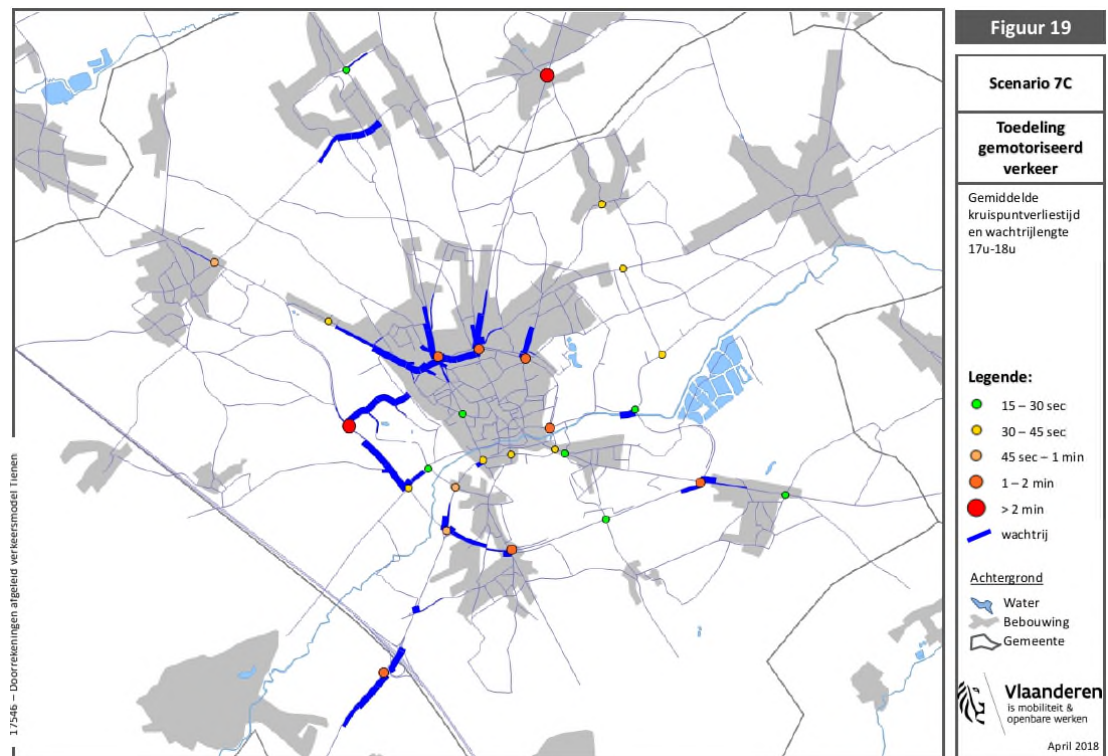 Figuur 19
Scenario 7C
Toedeling
gemotoriseerd
verkeer
Gemiddelde
kruispuntverliestijd
en wachtrijlengte
17u-18u
Legende:
15 – 30 sec
30 – 45 sec
45 sec – 1 min
1 – 2 min
> 2 min
wachtrij
Achtergrond
Water
Bebouwing
Gemeente
Vlaanderen
is mobiliteit &
openbare werken
April 2018
17546 – Doorrekeningen afgeleid verkeersmodel Tienen